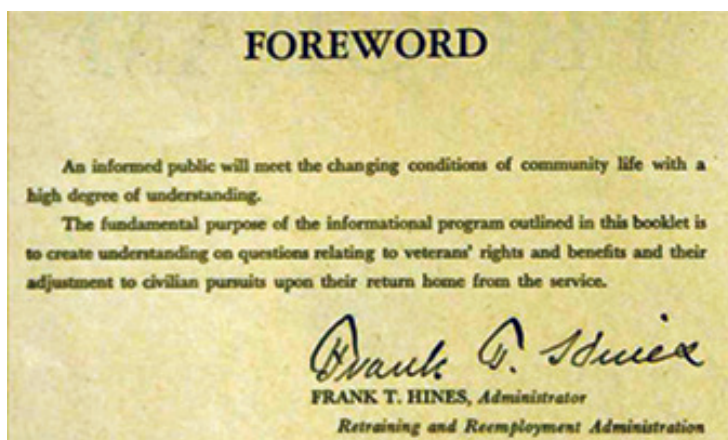 FOREWORD
An informed public will meet the changing conditions of community life with a
high degree of understanding.
The fundamental purpose of the informational program outlined in this booklet is
to create understanding on questions relating to veterans' rights and benefits and their
adjustment to civilian pursuits upon their return home from the service.
Frank T. Hines
FRANK T. HINES, Administrator
Retraining and Reemployment Administration